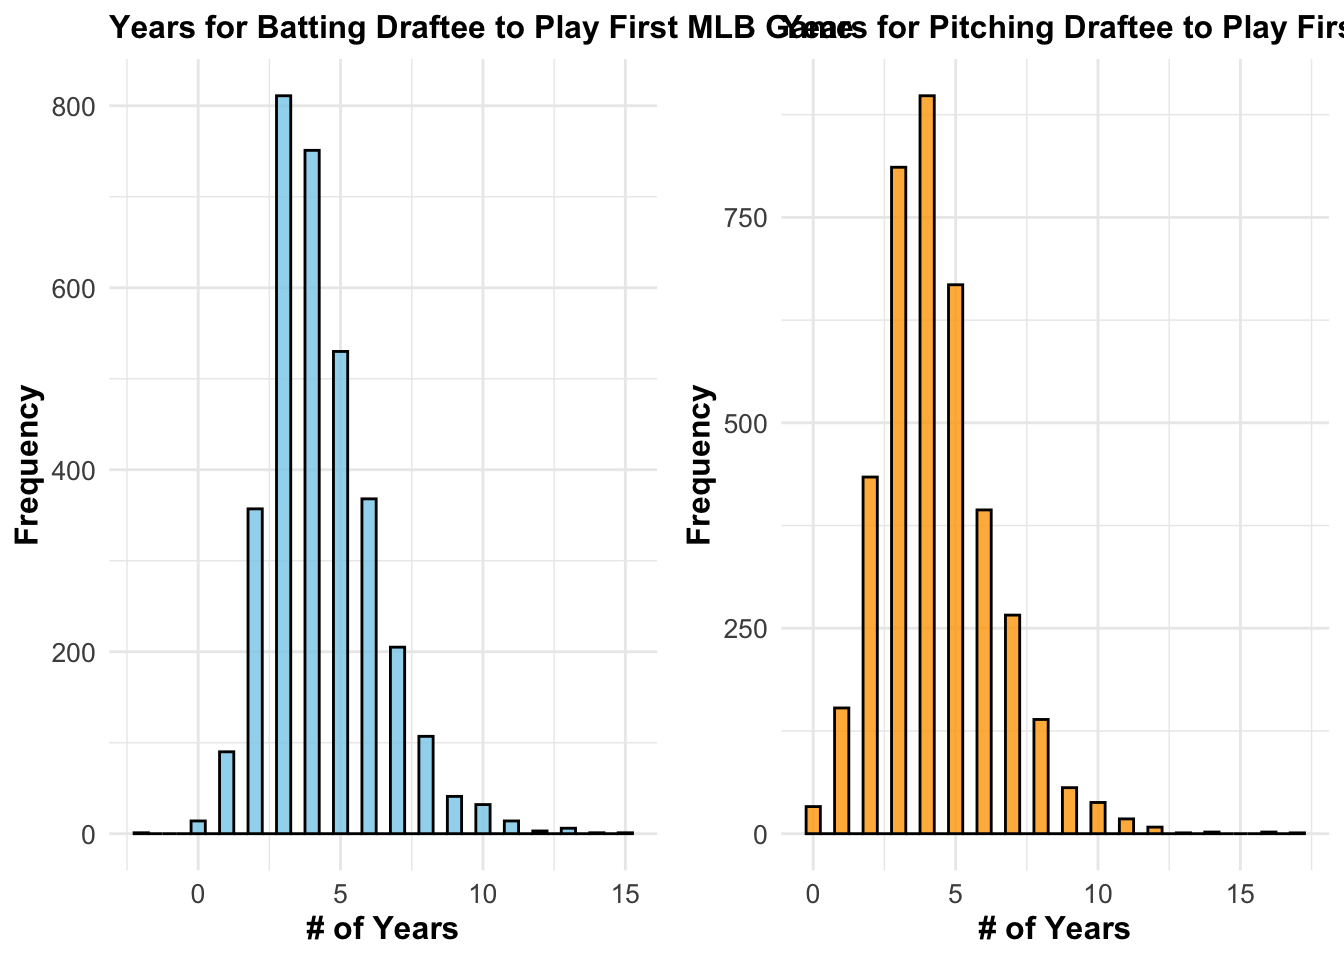 Years for Batting Draftee to Play First MLB Game
Years for Pitching Draftee to Play Firs
Frequency
800
600
400
200
0
0 5 10 15
# of Years
Frequency
750
500
250
0
0 5 10 15
# of Years